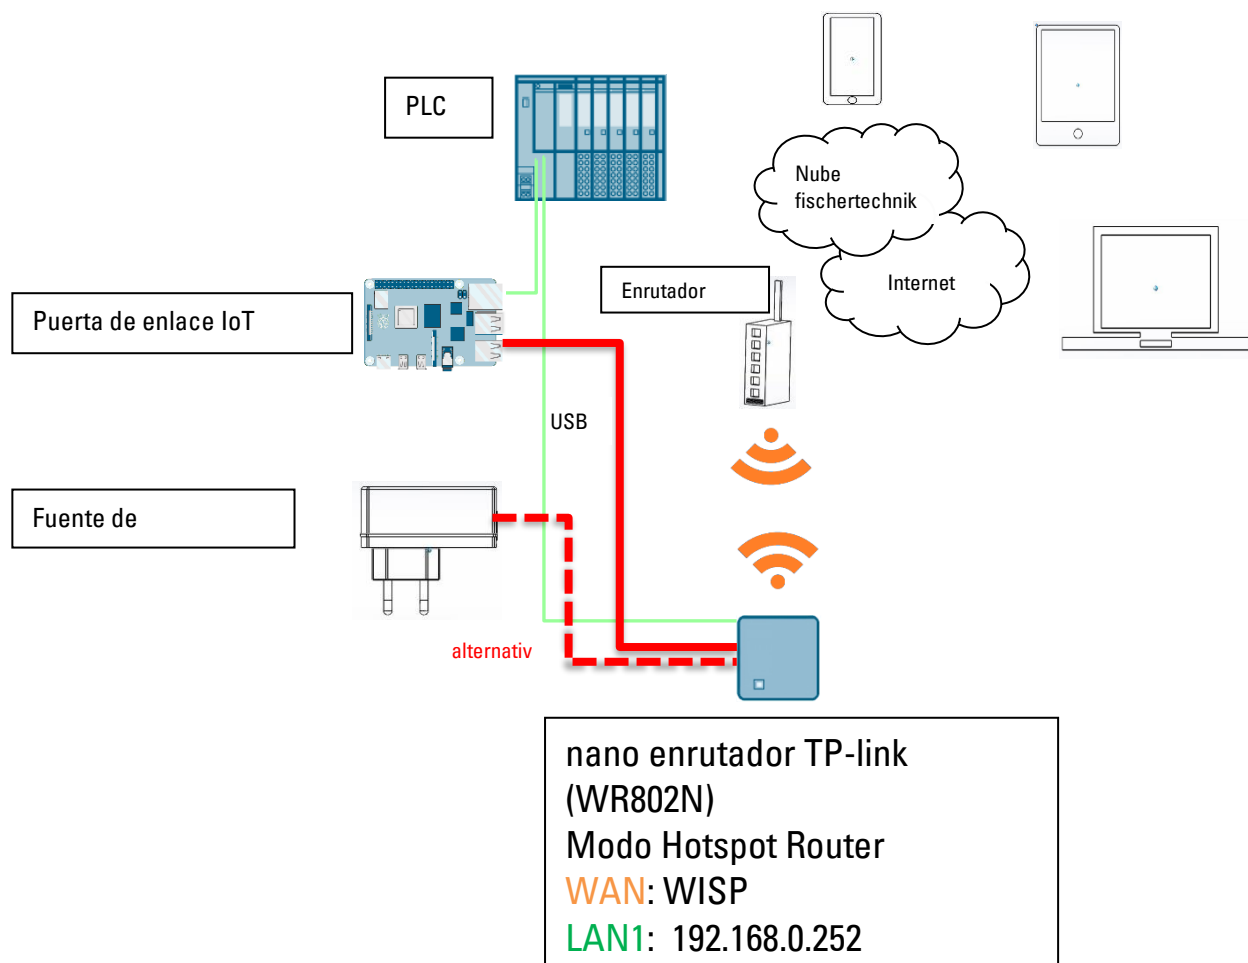 PLC
Nube
fischertechnik
Internet
Enrutador
Puerta de enlace IoT
USB
Fuente de
alternativ
nano enrutador TP-link
(WR802N)
Modo Hotspot Router
WAN: WISP
LAN1: 192.168.0.252